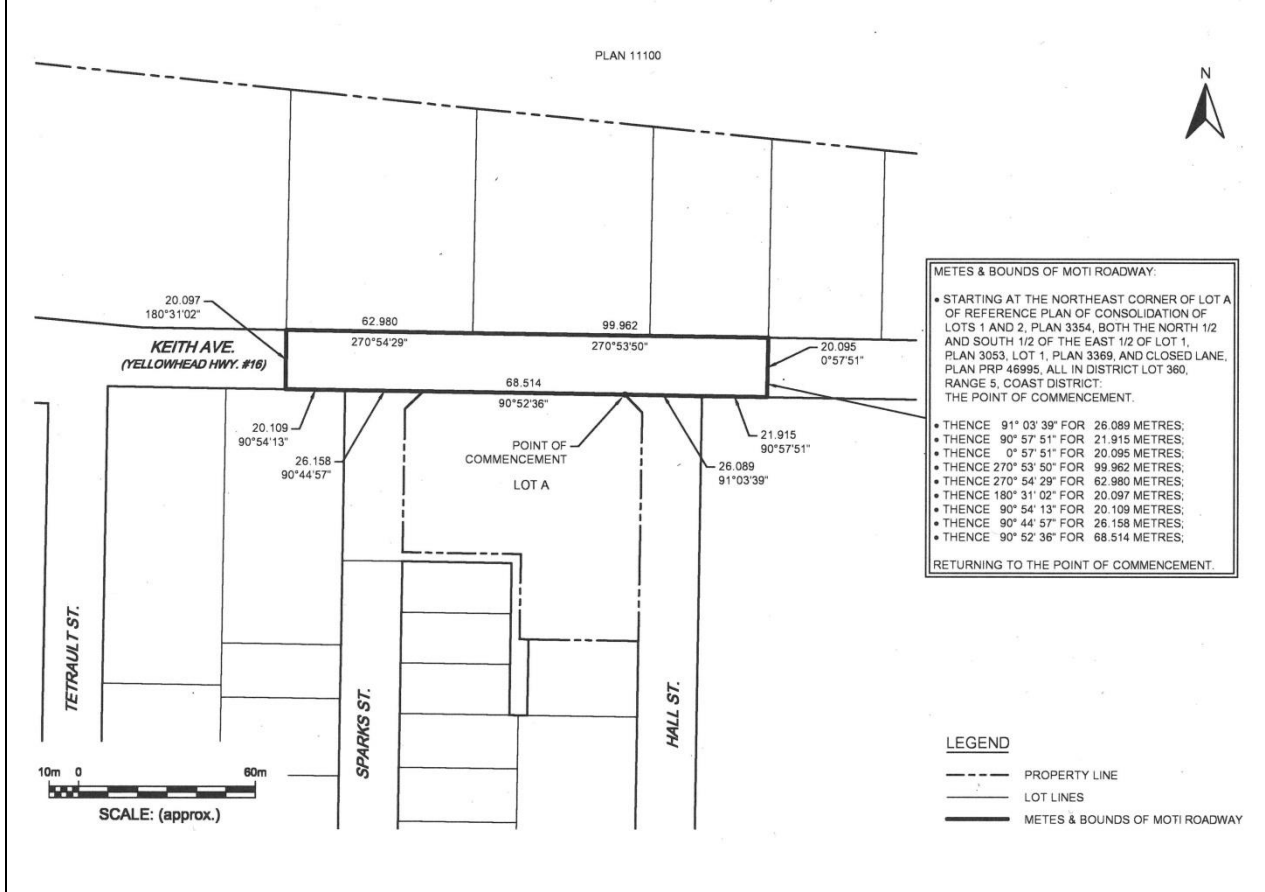 PLAN 11100
N
20.097
180°31'02"
62.980
270°54'29"
99.962
270°53'50"
20.095
0°57'51"
KEITH AVE.
(YELLOWHEAD HWY. #16)
68.514
90°52'36"
20.109
90°54'13"
26.158
90°44'57"
POINT OF
COMMENCEMENT
LOT A
26.089
91°03'39"
21.915
90°57'51"
METES & BOUNDS OF MOTI ROADWAY:
• STARTING AT THE NORTHEAST CORNER OF LOT A
OF REFERENCE PLAN OF CONSOLIDATION OF
LOTS 1 AND 2, PLAN 3354, BOTH THE NORTH 1/2
AND SOUTH 1/2 OF THE EAST 1/2 OF LOT 1,
PLAN 3053, LOT 1, PLAN 3369, AND CLOSED LANE,
PLAN PRP 46995, ALL IN DISTRICT LOT 360,
RANGE 5, COAST DISTRICT:
THE POINT OF COMMENCEMENT.
• THENCE 91° 03' 39" FOR 26.089 METRES;
• THENCE 90° 57' 51" FOR 21.915 METRES;
• THENCE 0° 57' 51" FOR 20.095 METRES;
• THENCE 270° 53' 50" FOR 99.962 METRES;
• THENCE 270° 54' 29" FOR 62.980 METRES;
• THENCE 180° 31' 02" FOR 20.097 METRES;
• THENCE 90° 54' 13" FOR 20.109 METRES;
• THENCE 90° 44' 57" FOR 26.158 METRES;
• THENCE 90° 52' 36" FOR 68.514 METRES;
RETURNING TO THE POINT OF COMMENCEMENT.
TETRAULT ST.
SPARKS ST.
HALL ST.
10m 0 60m
SCALE: (approx.)
LEGEND
PROPERTY LINE
LOT LINES
METES & BOUNDS OF MOTI ROADWAY